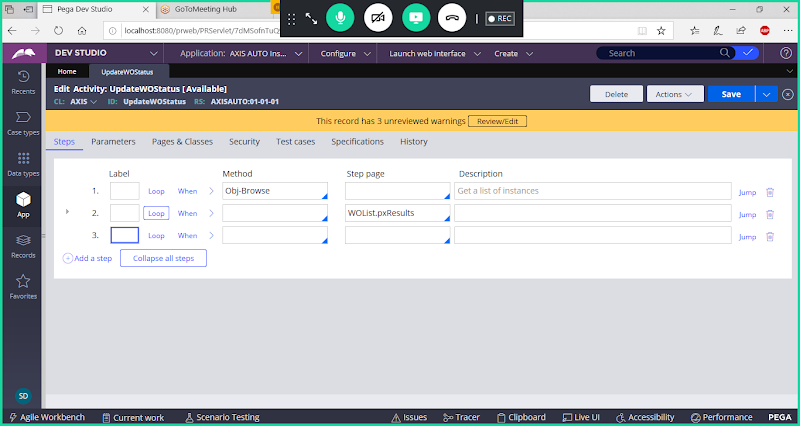 Pega Dev Studio
GoToMeeting Hub
REC
localhost:8080/prweb/PRServlet/7dMSofnTuQ
ABP
DEV STUDIO
Application: AXIS AUTO Ins...
Configure
Launch web interface
Create
Search
Home
UpdateWOStatus
Edit Activity: UpdateWOStatus [Available]
CL: AXIS ID: UpdateWOStatus RS: AXISAUTO:01-01-01
Delete
Actions
Save
This record has 3 unreviewed warnings Review/Edit
Steps Parameters Pages & Classes Security Test cases Specifications History
Label Method Step page Description
1. Loop When Obj-Browse Get a list of instances Jump
2. Loop When WOList.pxResults Jump
3. Loop When Jump
Add a step Collapse all steps
Recents
Case types
Data types
App
Records
Favorites
SD
Agile Workbench Current work Scenario Testing Issues Tracer Clipboard Live UI Accessibility Performance PEGA